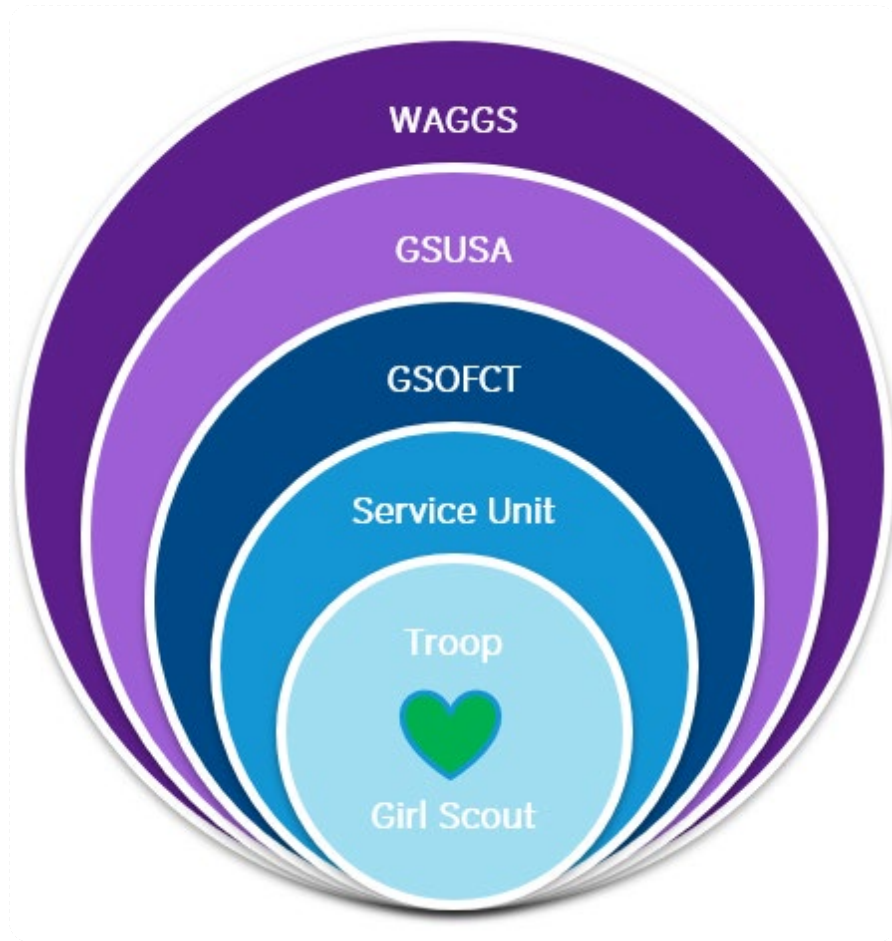 WAGGS
GSUSA
GSOFCT
Service Unit
Troop
Girl Scout